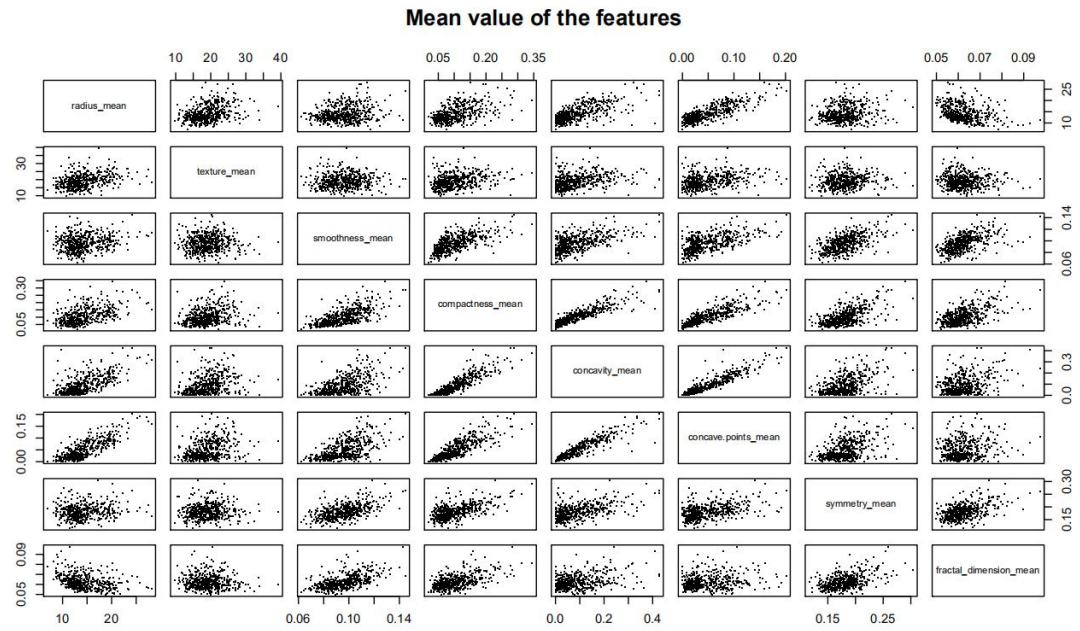 Mean value of the features
10 20 30 40
0.05 0.20 0.35
0.00 0.10 0.20
0.05 0.07 0.09
radius_mean
10 25
10 30
texture_mean
smoothness_mean
0.06 0.14
0.05 0.30
compactness_mean
concavity_mean
0.0 0.3
0.00 0.15
concave.points_mean
symmetry_mean
0.15 0.30
0.05 0.09
fractal_dimension_mean
10 20
0.06 0.10 0.14
0.0 0.2 0.4
0.15 0.25